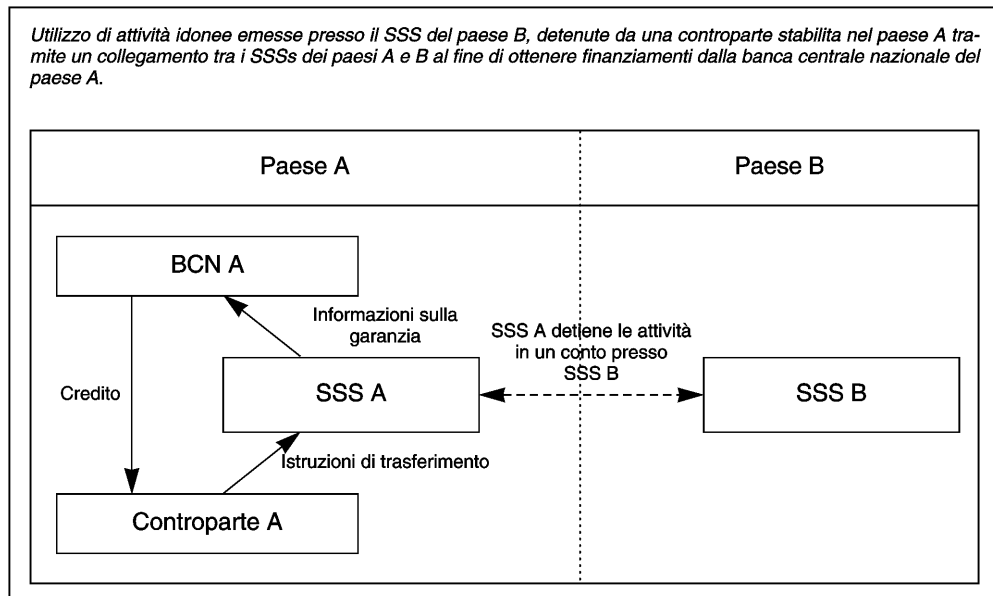 Utilizzo di attività idonee emesse presso il SSS del paese B, detenute da una controparte stabilita nel paese A tra-
mite un collegamento tra i SSSs dei paesi A e B al fine di ottenere finanziamenti dalla banca centrale nazionale del
paese A.
Paese A
Paese B
BCN A
Informazioni sulla
garanzia
SSS A detiene le attività
in un conto presso
SSS B
SSS A
SSS B
Credito
Istruzioni di trasferimento
Controparte A